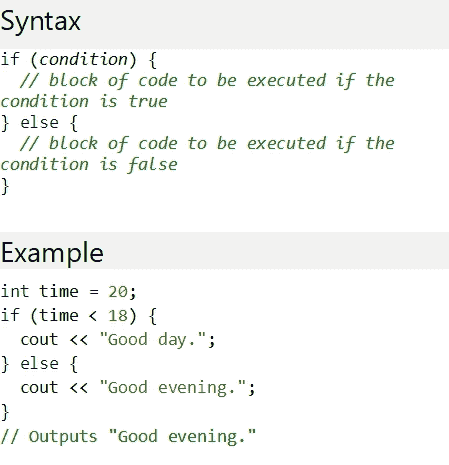 Syntax
if (condition) {
  // block of code to be executed if the
condition is true
} else {
  // block of code to be executed if the
condition is false
}
Example
int time = 20;
if (time < 18) {
  cout << "Good day.";
} else {
  cout << "Good evening.";
}
// Outputs "Good evening."